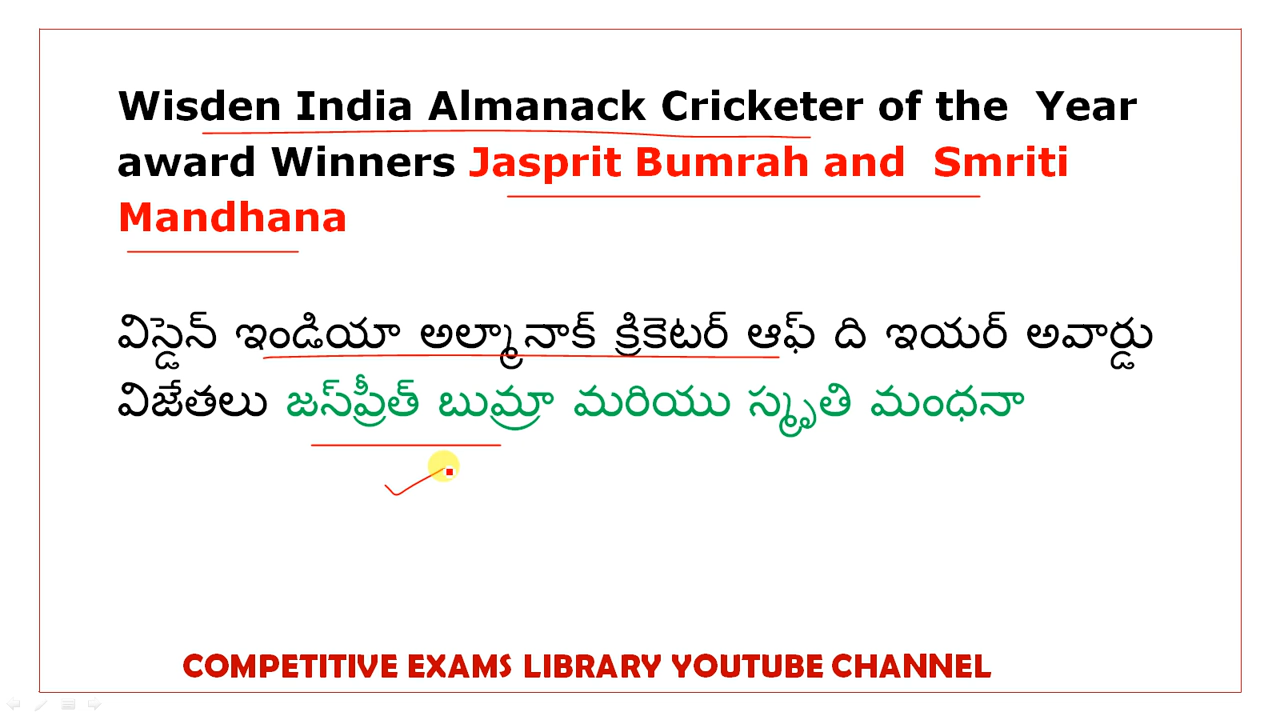 Wisden India Almanack Cricketer of the Year
award Winners Jasprit Bumrah and Smriti
Mandhana
విస్డెన్ ఇండియా అల్మానాక్ క్రికెటర్ ఆఫ్ ది ఇయర్ అవార్డు
విజేతలు జస్‌ప్రీత్ బుమ్రా మరియు స్మృతి మంధనా
COMPETITIVE EXAMS LIBRARY YOUTUBE CHANNEL